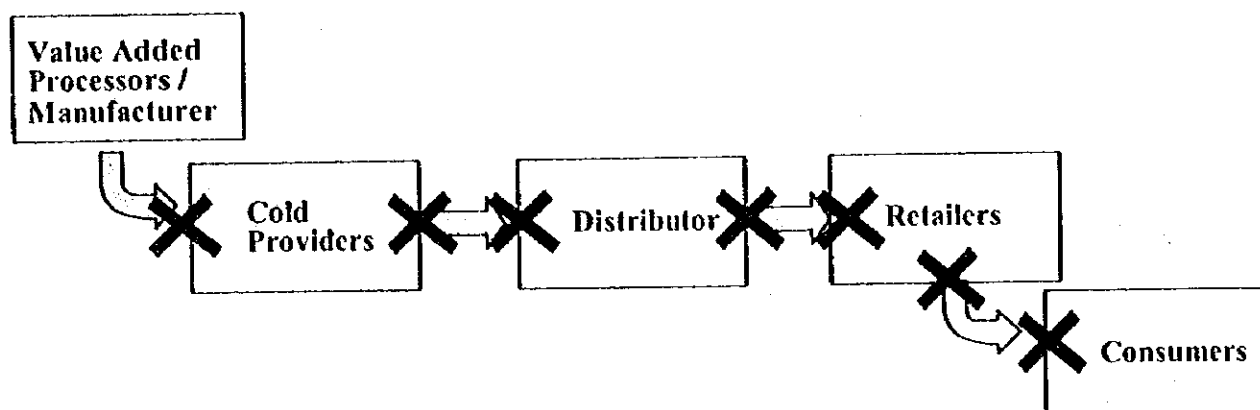 Value Added
Processors /
Manufacturer
Cold
Providers
Distributor
Retailers
Consumers